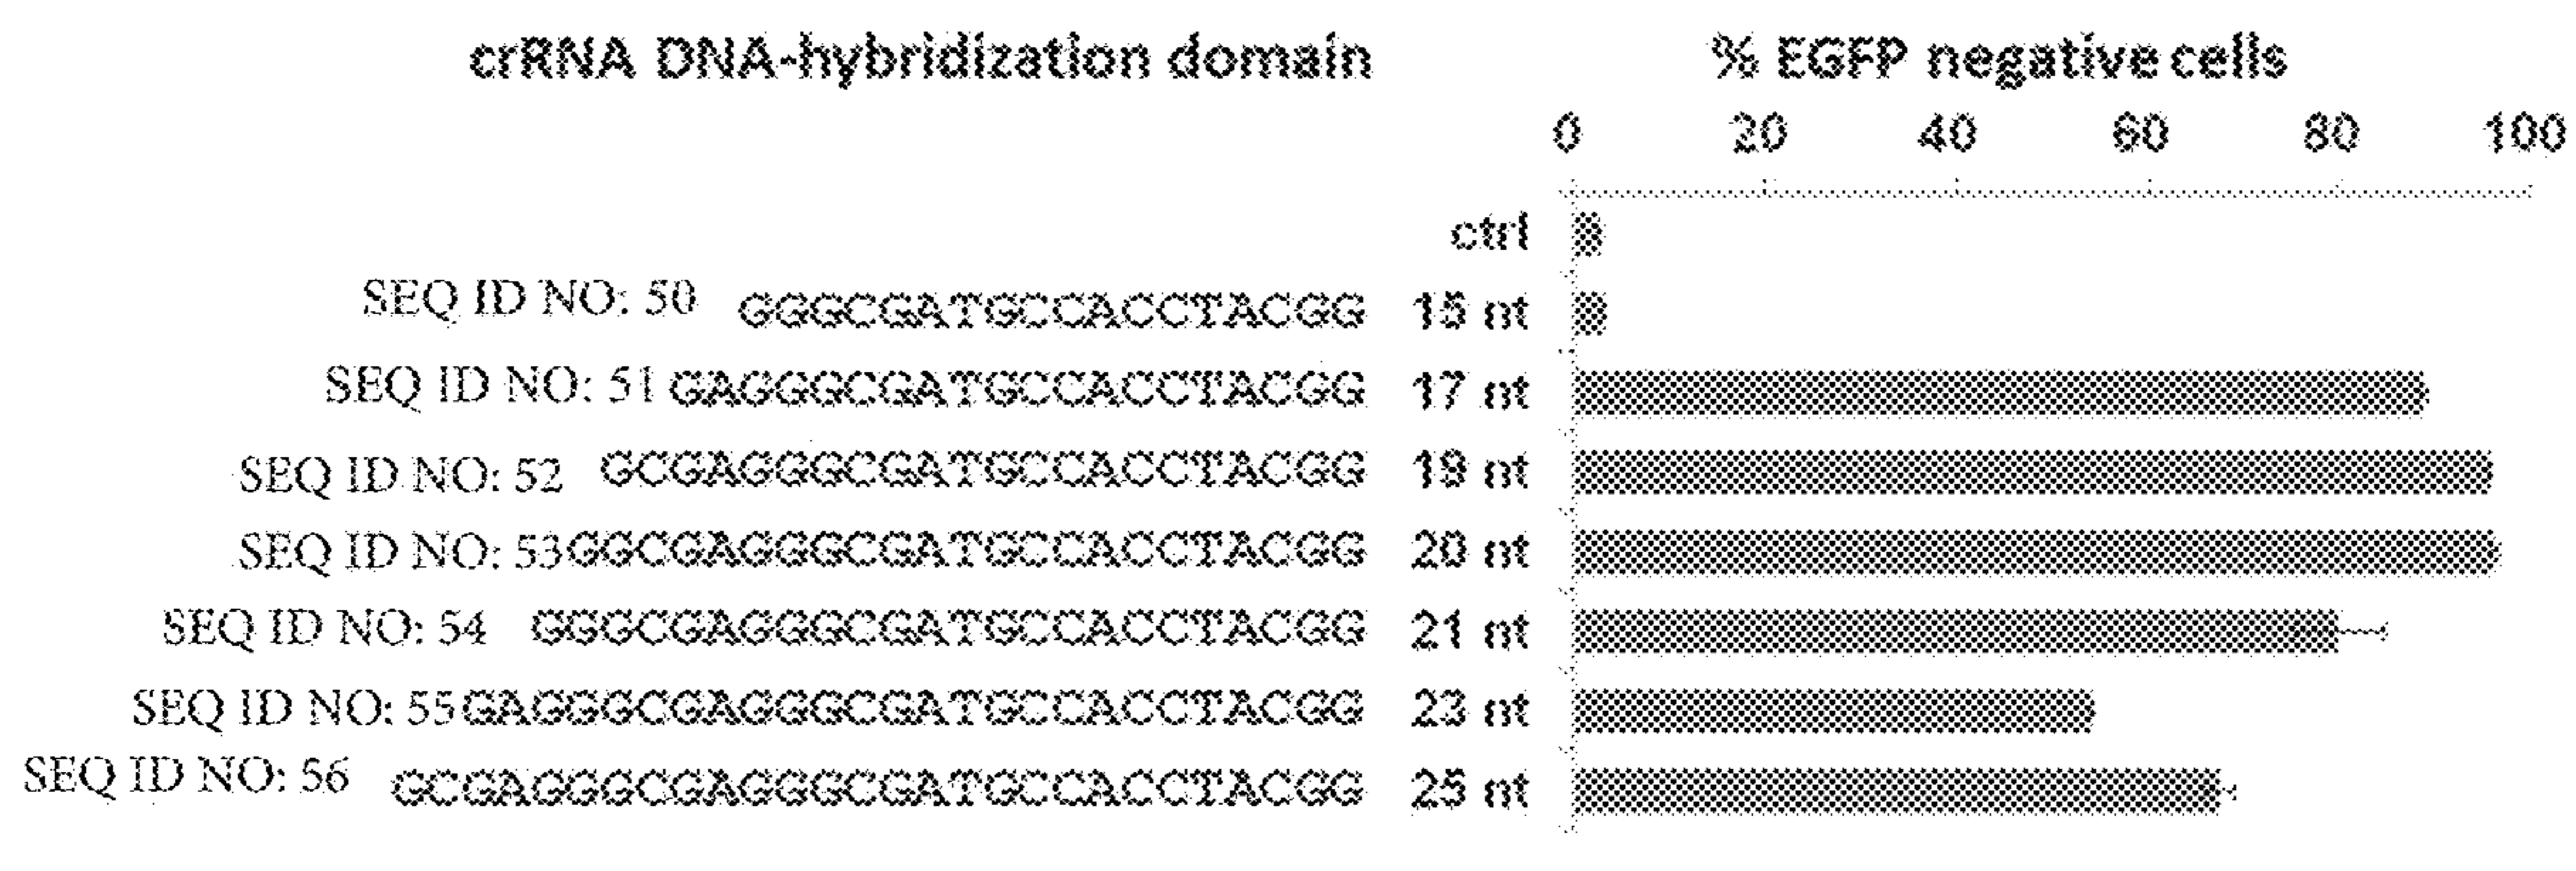 crRNA DNA-hybridization domain % EGFP negative cells
0 20 40 60 80 100
ctrl
SEQ ID NO: 50 GGGCGATGCCACCTACGG 15 nt
SEQ ID NO: 51 GAGGGCGATGCCACCTACGG 17 nt
SEQ ID NO: 52 GCGAGGGCGATGCCACCTACGG 19 nt
SEQ ID NO: 53 GGCGAGGGCGATGCCACCTACGG 20 nt
SEQ ID NO: 54 GGGCGAGGGCGATGCCACCTACGG 21 nt
SEQ ID NO: 55 GAGGGCGAGGGCGATGCCACCTACGG 23 nt
SEQ ID NO: 56 GCGAGGGCGAGGGCGATGCCACCTACGG 25 nt